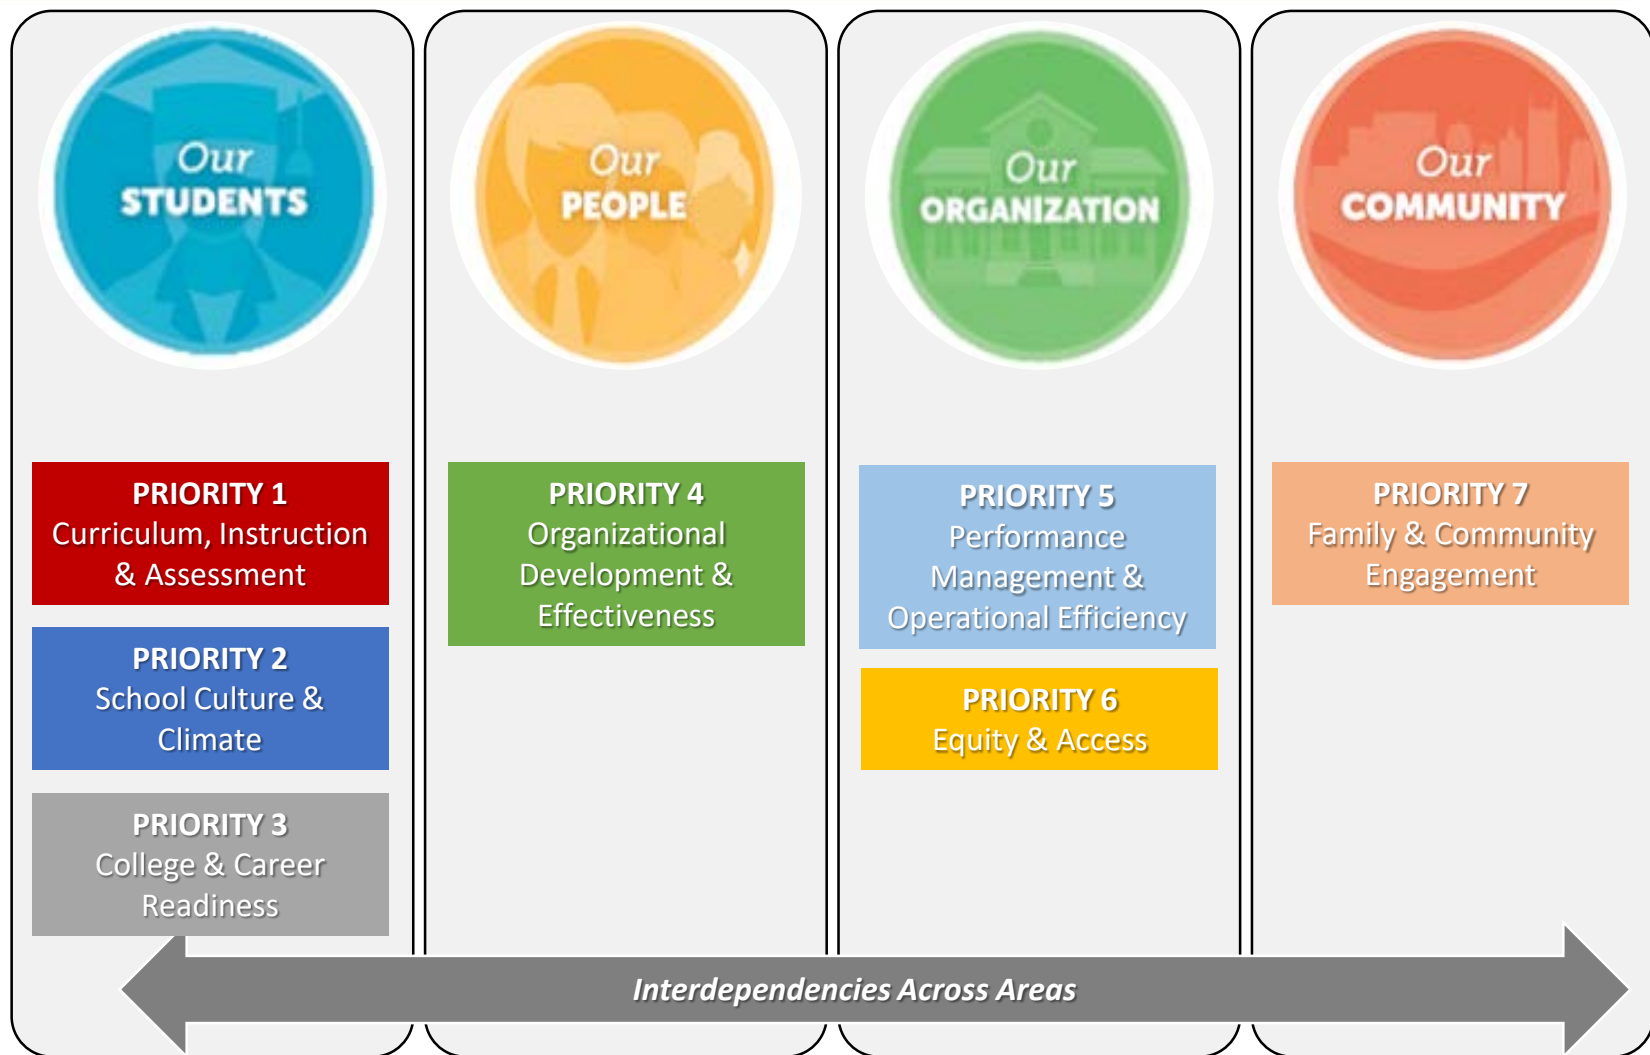 Our
STUDENTS
PRIORITY 1
Curriculum, Instruction
& Assessment
PRIORITY 2
School Culture &
Climate
PRIORITY 3
College & Career
Readiness
Our
PEOPLE
PRIORITY 4
Organizational
Development &
Effectiveness
Our
ORGANIZATION
PRIORITY 5
Performance
Management &
Operational Efficiency
PRIORITY 6
Equity & Access
Our
COMMUNITY
PRIORITY 7
Family & Community
Engagement
Interdependencies Across Areas